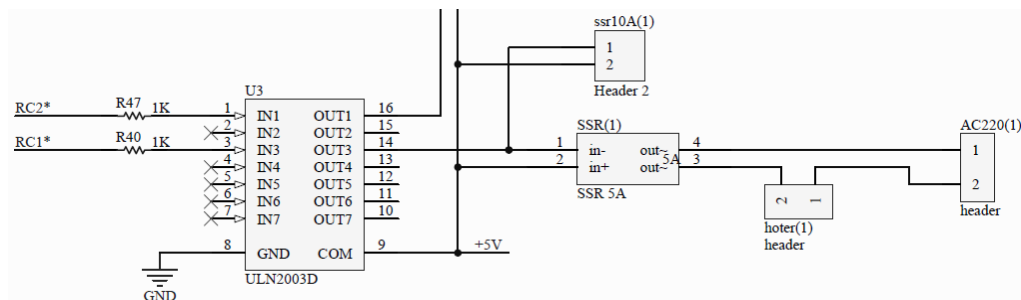 ssr10A(1)
1
2
Header 2
U3
RC2*
R47
1K
1
IN1
OUT1
16
2
IN2
OUT2
15
RC1*
R40
1K
3
IN3
OUT3
14
4
IN4
OUT4
13
5
IN5
OUT5
12
6
IN6
OUT6
11
7
IN7
OUT7
10
8
GND
COM
9
+5V
ULN2003D
GND
SSR(1)
1
in-
out~
4
2
in+
out~
5A
3
SSR 5A
2
1
hoter(1)
header
AC220(1)
1
2
header